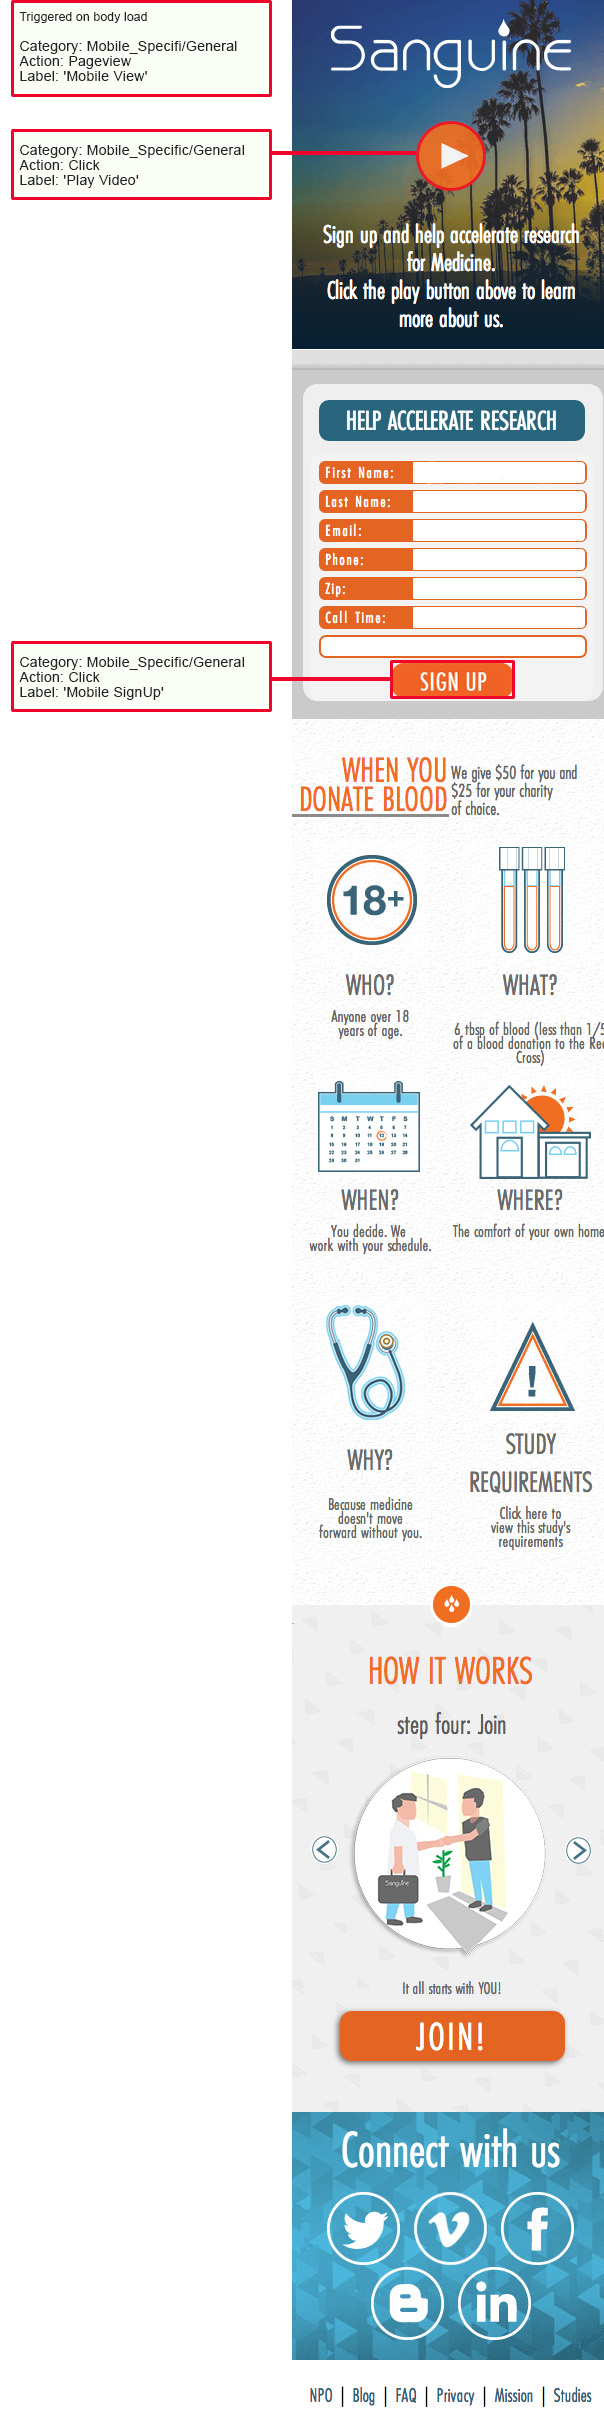 Triggered on body load
Category: Mobile_Specifi/General
Action: Pageview
Label: 'Mobile View'
Sanguine
Category: Mobile_Specific/General
Action: Click
Label: 'Play Video'
Sign up and help accelerate research
for Medicine.
Click the play button above to learn
more about us.
HELP ACCELERATE RESEARCH
First Name:
Last Name:
Email:
Phone:
Zip:
Call Time:
Category: Mobile_Specific/General
Action: Click
Label: 'Mobile SignUp'
SIGN UP
WHEN YOU
DONATE BLOOD
We give $50 for you and
$25 for your charity
of choice.
18+
WHO?
Anyone over 18
years of age.
WHAT?
6 tbsp of blood (less than 1/5
of a blood donation to the Red
Cross)
S M T W T F S
1 2 3 4 5 6 7
8 9 10 11 12 13 14
15 16 17 18 19 20 21
22 23 24 25 26 27 28
29 30 31
WHEN?
You decide. We
work with your schedule.
WHERE?
The comfort of your own home
WHY?
Because medicine
doesn't move
forward without you.
!
STUDY
REQUIREMENTS
Click here to
view this study's
requirements
HOW IT WORKS
step four: Join
Sanguine
It all starts with YOU!
JOIN!
Connect with us
NPO | Blog | FAQ | Privacy | Mission | Studies